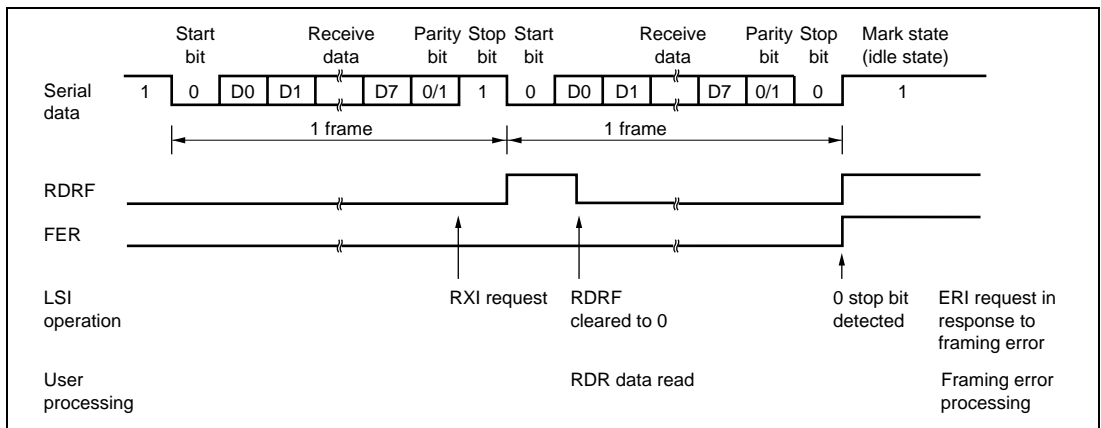 Start bit Receive data Parity bit Stop bit Start bit Receive data Parity bit Stop bit Mark state (idle state)
Serial data 1 0 D0 D1 D7 0/1 1 0 D0 D1 D7 0/1 0 1
1 frame 1 frame
RDRF
FER
LSI operation RXI request RDRF cleared to 0 0 stop bit detected ERI request in response to framing error
User processing RDR data read Framing error processing